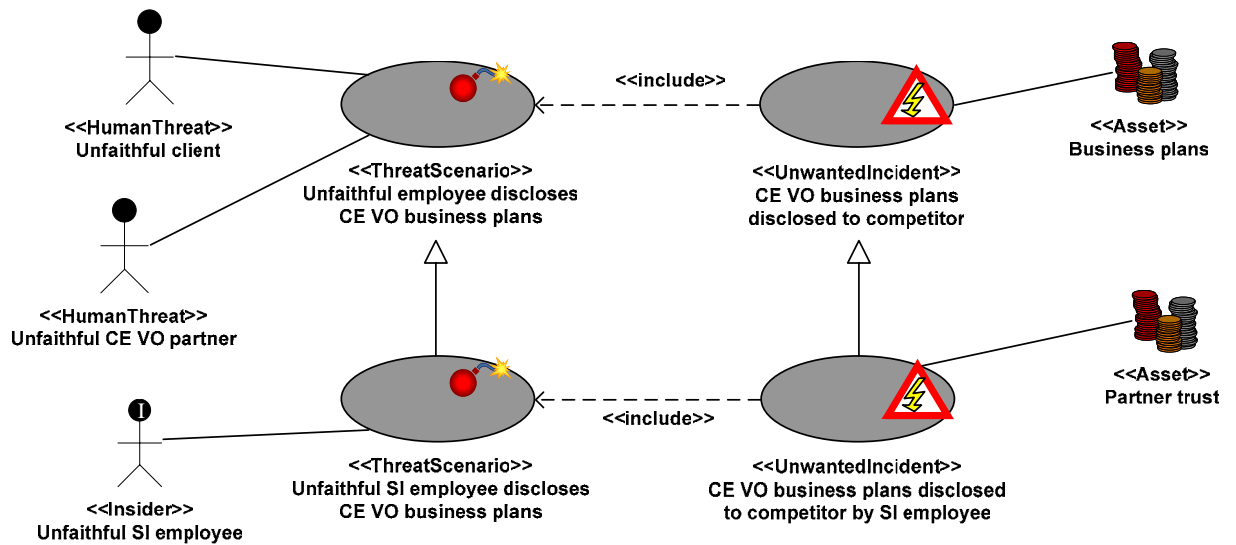 <<include>>
<<HumanThreat>>
Unfaithful client
<<ThreatScenario>>
Unfaithful employee discloses
CE VO business plans
<<UnwantedIncident>>
CE VO business plans
disclosed to competitor
<<Asset>>
Business plans
<<HumanThreat>>
Unfaithful CE VO partner
<<Asset>>
Partner trust
I
<<include>>
<<Insider>>
Unfaithful SI employee
<<ThreatScenario>>
Unfaithful SI employee discloses
CE VO business plans
<<UnwantedIncident>>
CE VO business plans disclosed
to competitor by SI employee